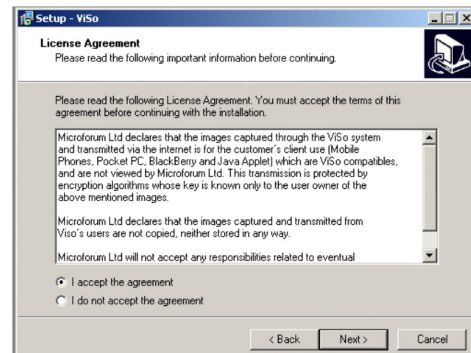 Setup - ViSo
License Agreement
Please read the following important information before continuing.
Please read the following License Agreement. You must accept the terms of this
agreement before continuing with the installation.
Microforum Ltd declares that the images captured through the ViSo system
and transmitted via the internet is for the customer's client use (Mobile
Phones, Pocket PC, BlackBerry and Java Applet) which are ViSo compatibles,
and are not viewed by Microforum Ltd. This transmission is protected by
encryption algorithms whose key is known only to the user owner of the
above mentioned images.
Microforum Ltd declares that the images captured and transmitted from
Viso's users are not copied, neither stored in any way.
Microforum Ltd will not accept any responsibilities related to eventual
I accept the agreement
I do not accept the agreement
< Back
Next >
Cancel